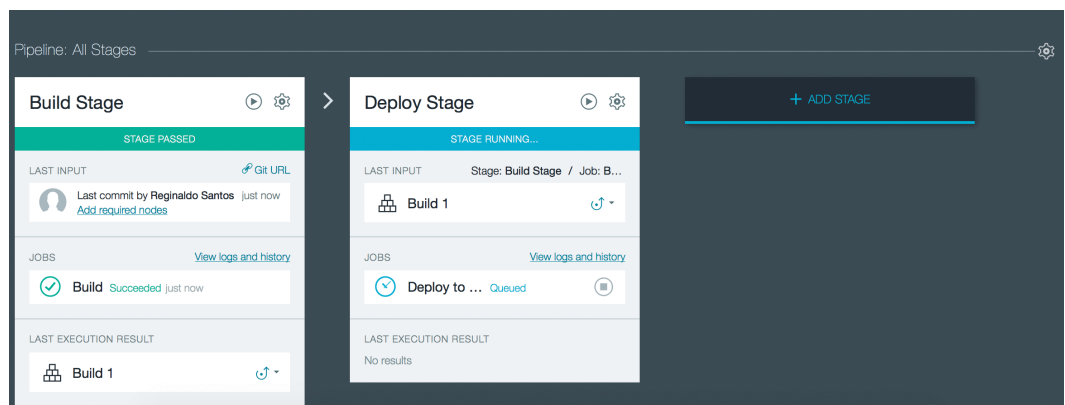 Pipeline: All Stages
Build Stage
STAGE PASSED
LAST INPUT
Git URL
Last commit by Reginaldo Santos just now
Add required nodes
JOBS
View logs and history
Build Succeeded just now
LAST EXECUTION RESULT
Build 1
Deploy Stage
STAGE RUNNING...
LAST INPUT
Stage: Build Stage / Job: B...
Build 1
JOBS
View logs and history
Deploy to ... Queued
LAST EXECUTION RESULT
No results
+ ADD STAGE